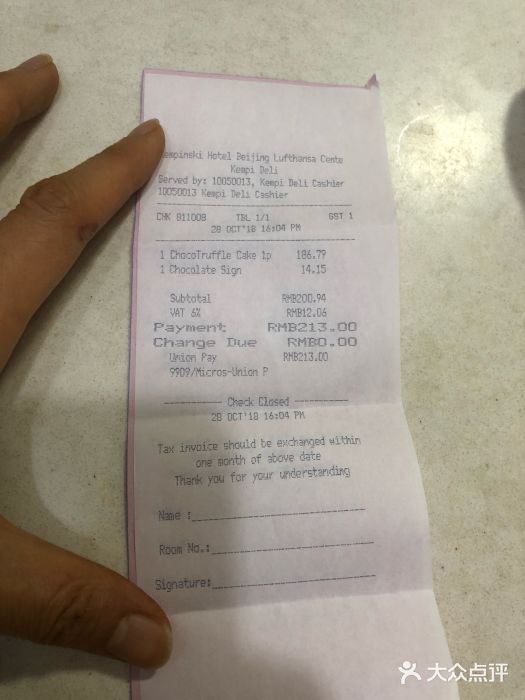 Kempinski Hotel Beijing Lufthansa Cente
Kempi Deli
Served by: 10050013, Kempi Deli Cashier
10050013 Kempi Deli Cashier
CHK 811008 TBL 1/1 GST 1
28 OCT'18 16:04 PM
1 ChocoTruffle Cake 1p 186.79
1 Chocolate Sign 14.15
Subtotal RMB200.94
VAT 6% RMB12.06
Payment RMB213.00
Change Due RMB0.00
Union Pay RMB213.00
9909/Micros-Union P
Check Closed
28 OCT'18 16:04 PM
Tax invoice should be exchanged within
one month of above date
Thank you for your understanding
Name :
Room No.:
Signature:
大众点评